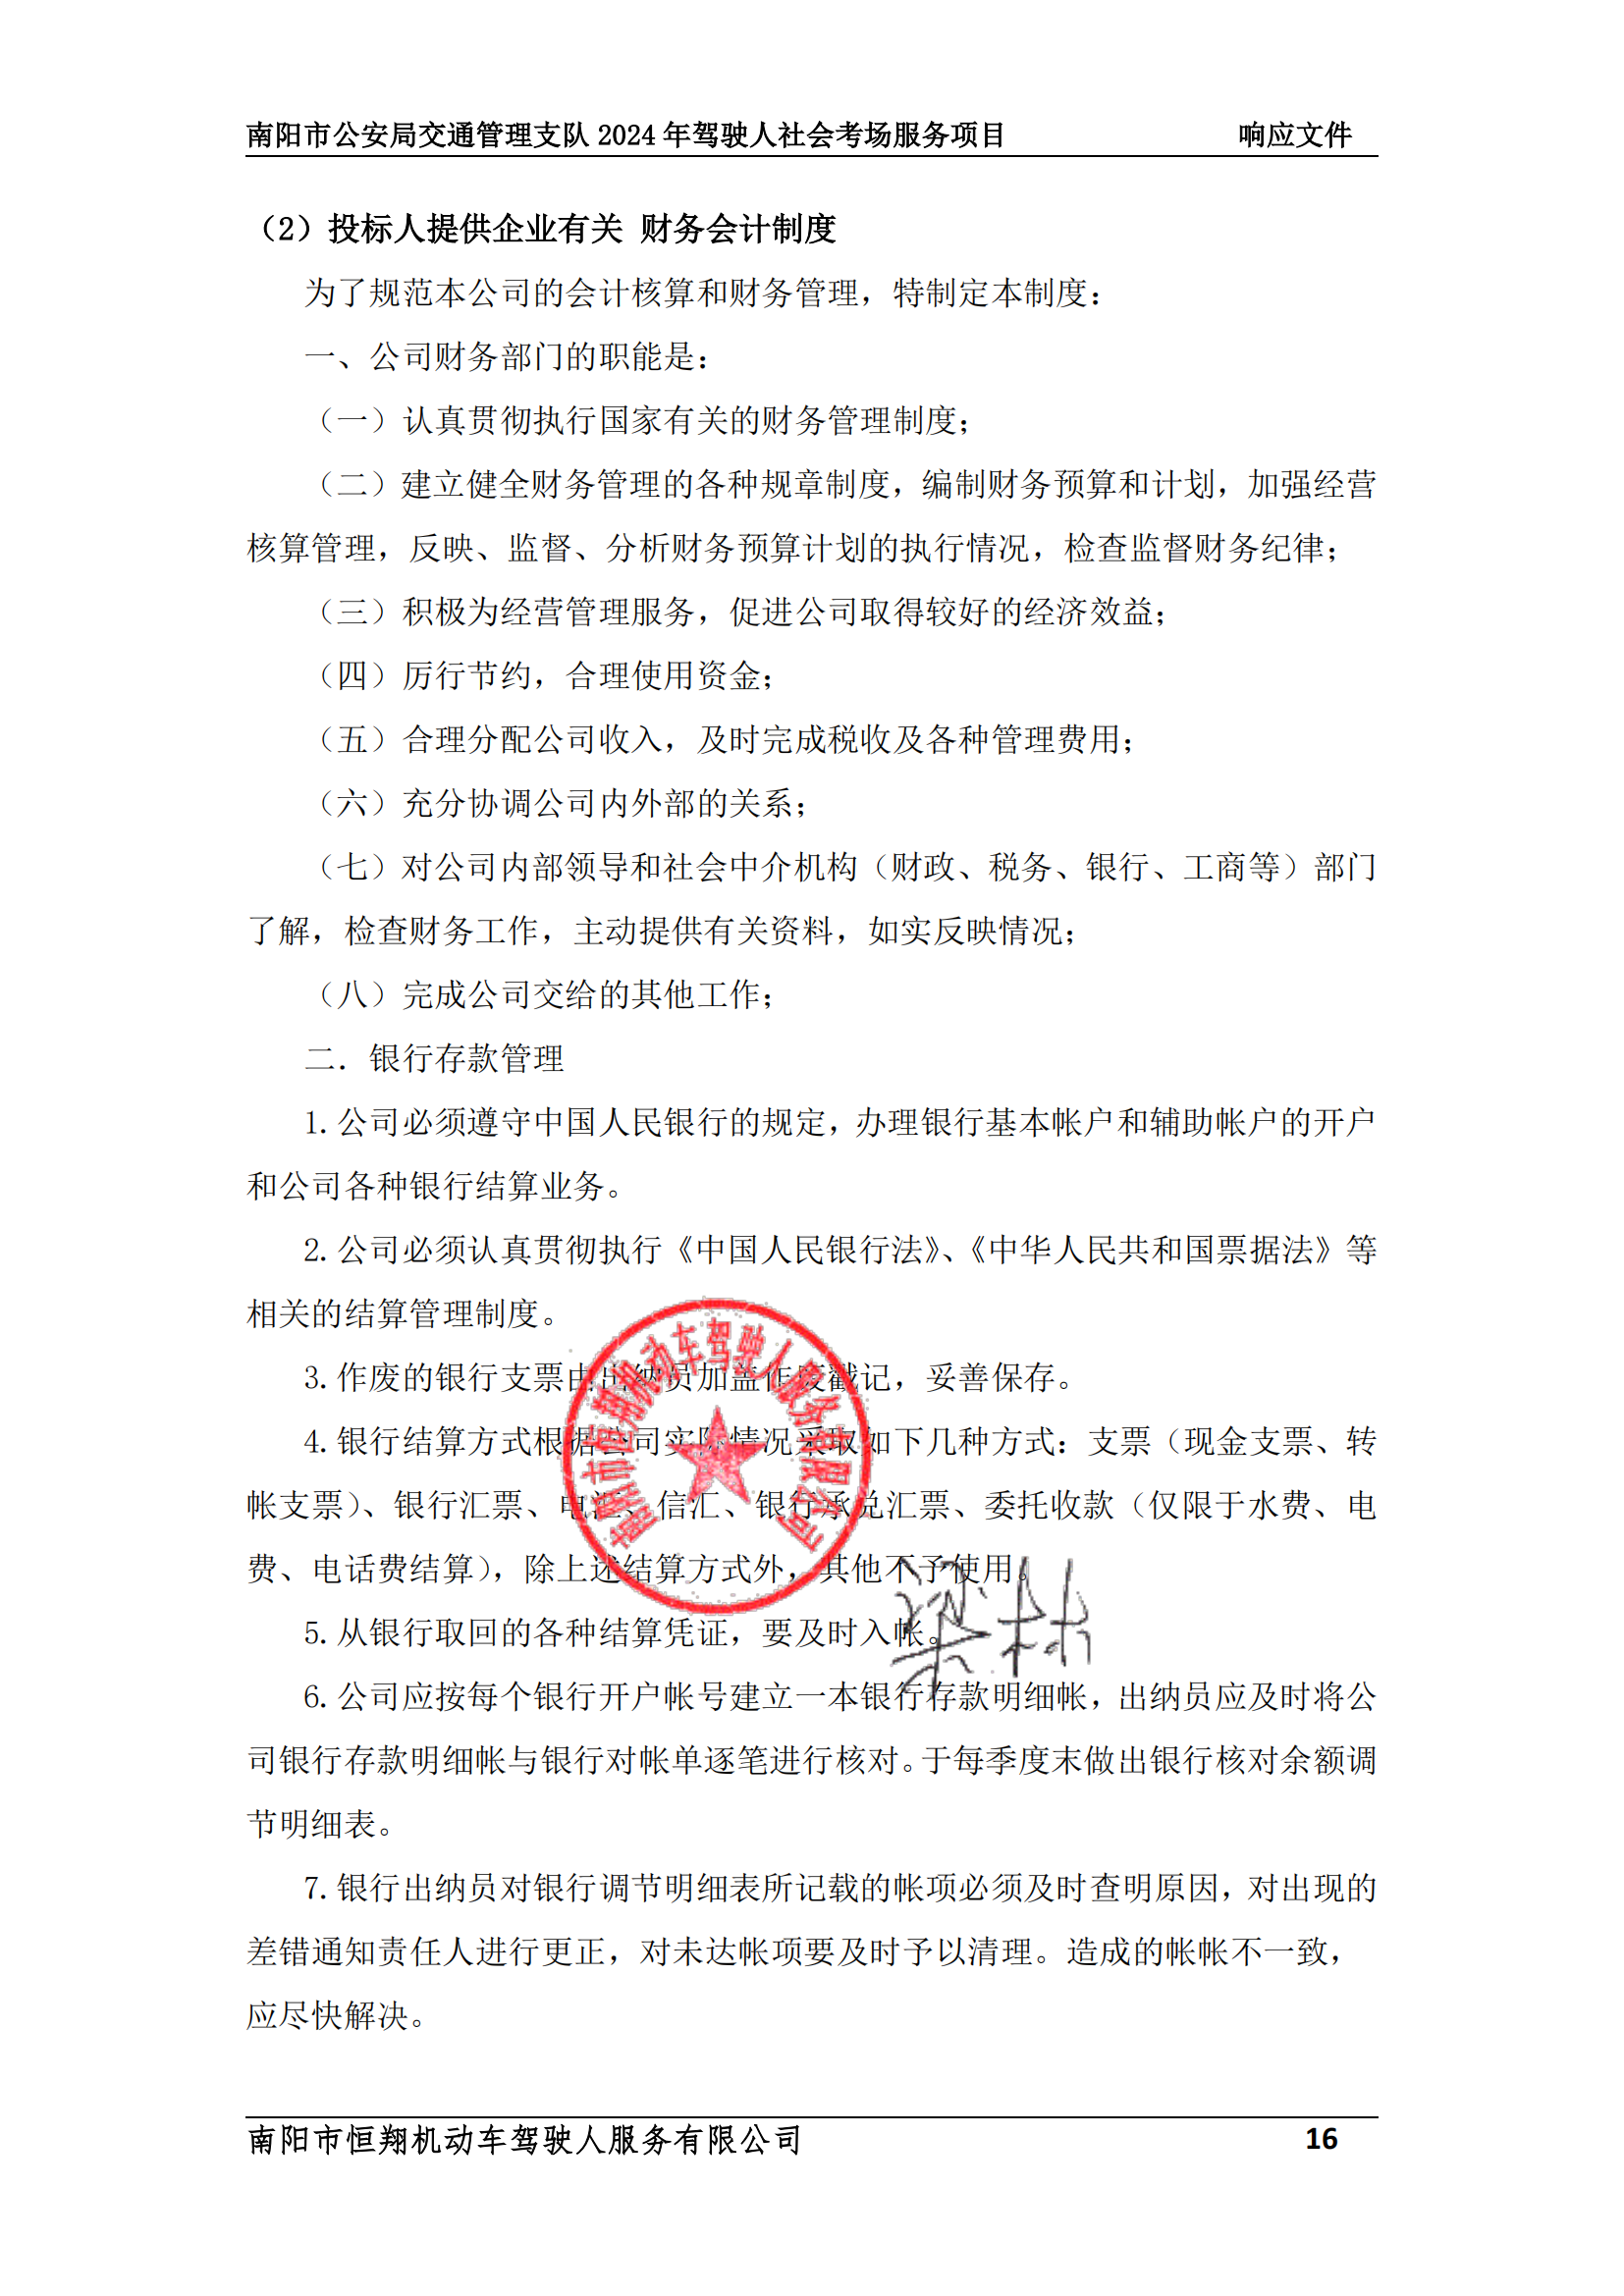 南阳市公安局交通管理支队 2024 年驾驶人社会考场服务项目 响应文件
（2）投标人提供企业有关 财务会计制度
为了规范本公司的会计核算和财务管理，特制定本制度：
一、公司财务部门的职能是：
（一）认真贯彻执行国家有关的财务管理制度；
（二）建立健全财务管理的各种规章制度，编制财务预算和计划，加强经营
核算管理，反映、监督、分析财务预算计划的执行情况，检查监督财务纪律；
（三）积极为经营管理服务，促进公司取得较好的经济效益；
（四）厉行节约，合理使用资金；
（五）合理分配公司收入，及时完成税收及各种管理费用；
（六）充分协调公司内外部的关系；
（七）对公司内部领导和社会中介机构（财政、税务、银行、工商等）部门
了解，检查财务工作，主动提供有关资料，如实反映情况；
（八）完成公司交给的其他工作；
二．银行存款管理
1.公司必须遵守中国人民银行的规定，办理银行基本帐户和辅助帐户的开户
和公司各种银行结算业务。
2.公司必须认真贯彻执行《中国人民银行法》、《中华人民共和国票据法》等
相关的结算管理制度。
3.作废的银行支票由出纳员加盖作废戳记，妥善保存。
4.银行结算方式根据公司实际情况采取如下几种方式：支票（现金支票、转
帐支票）、银行汇票、电汇、信汇、银行承兑汇票、委托收款（仅限于水费、电
费、电话费结算），除上述结算方式外，其他不予使用。
5.从银行取回的各种结算凭证，要及时入帐。
6.公司应按每个银行开户帐号建立一本银行存款明细帐，出纳员应及时将公
司银行存款明细帐与银行对帐单逐笔进行核对。于每季度末做出银行核对余额调
节明细表。
7.银行出纳员对银行调节明细表所记载的帐项必须及时查明原因，对出现的
差错通知责任人进行更正，对未达帐项要及时予以清理。造成的帐帐不一致，
应尽快解决。
南阳市恒翔机动车驾驶人服务有限公司
梁林
南阳市恒翔机动车驾驶人服务有限公司 16